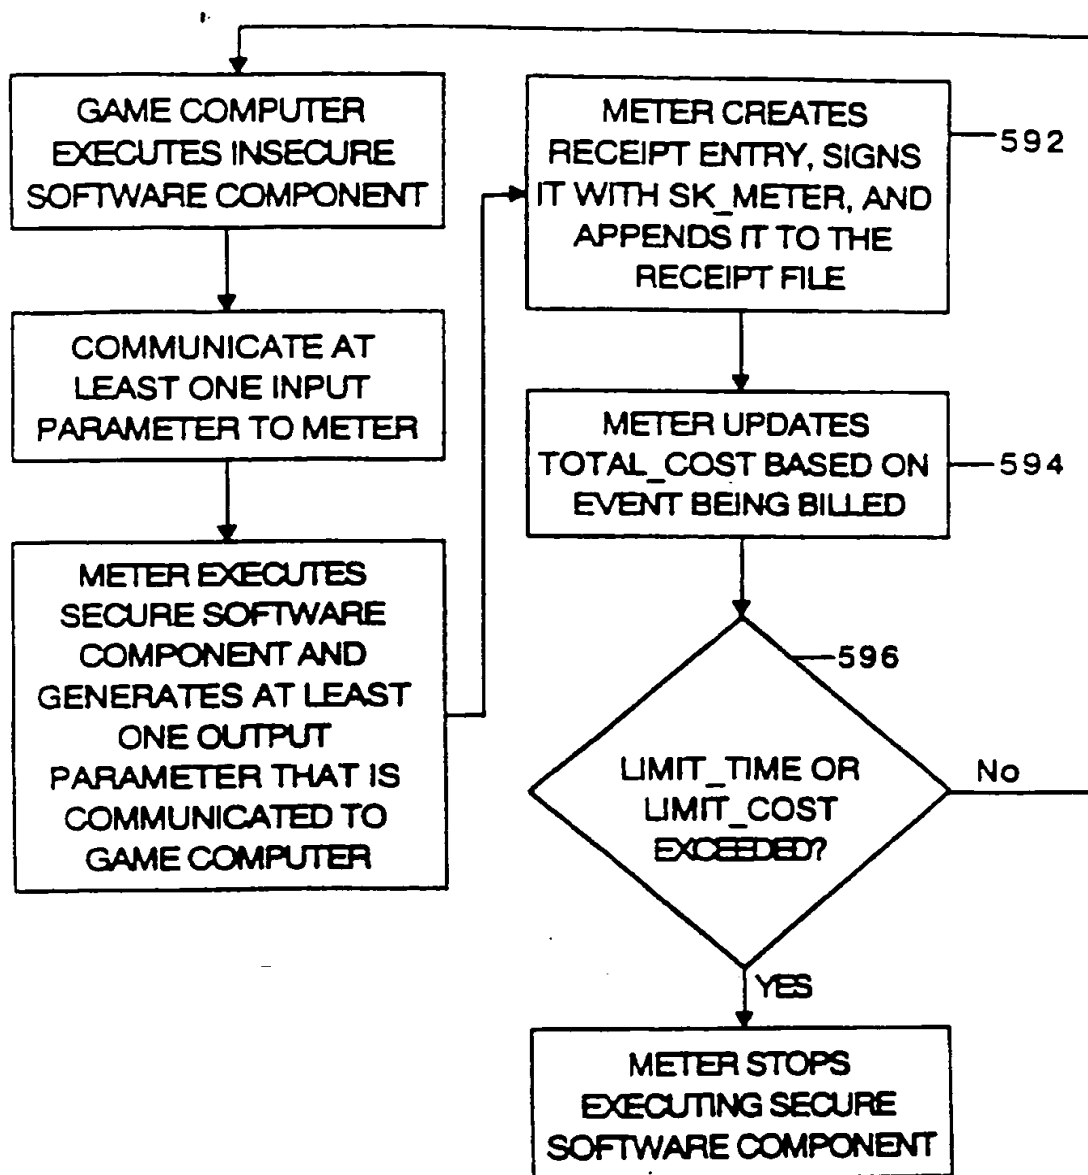 GAME COMPUTER
EXECUTES INSECURE
SOFTWARE COMPONENT
COMMUNICATE AT
LEAST ONE INPUT
PARAMETER TO METER
METER EXECUTES
SECURE SOFTWARE
COMPONENT AND
GENERATES AT LEAST
ONE OUTPUT
PARAMETER THAT IS
COMMUNICATED TO
GAME COMPUTER
METER CREATES
RECEIPT ENTRY, SIGNS
IT WITH SK_METER, AND
APPENDS IT TO THE
RECEIPT FILE
592
METER UPDATES
TOTAL_COST BASED ON
EVENT BEING BILLED
594
596
LIMIT_TIME OR
LIMIT_COST
EXCEEDED?
No
YES
METER STOPS
EXECUTING SECURE
SOFTWARE COMPONENT